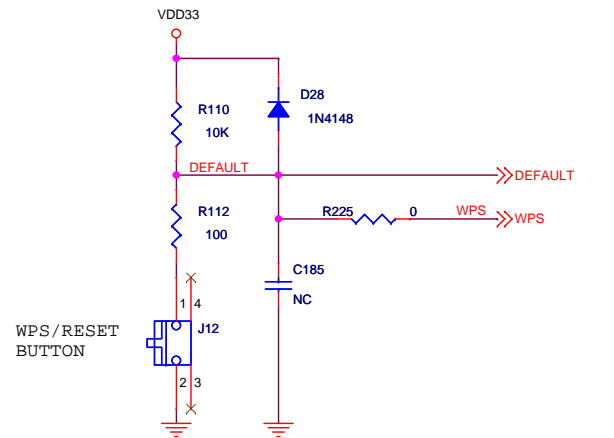 VDD33
D28
1N4148
R110
10K
DEFAULT
DEFAULT
R112
100
R225 0
WPS
WPS
C185
NC
1 4
J12
WPS/RESET
BUTTON
2 3